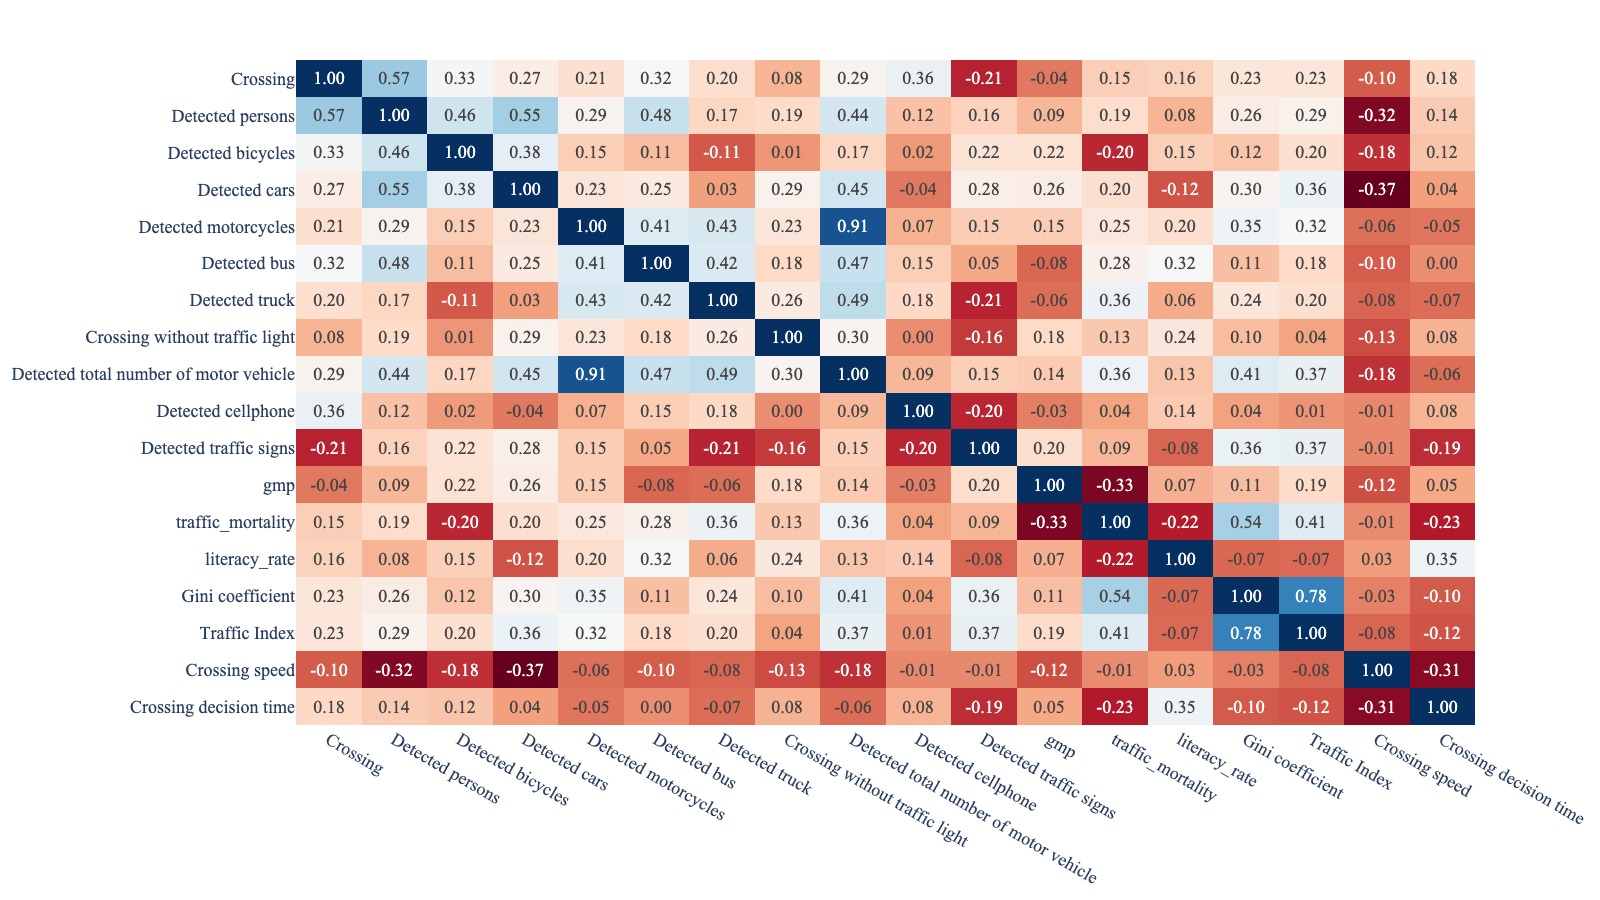 Crossing 1.00 0.57 0.33 0.27 0.21 0.32 0.20 0.08 0.29 0.36 -0.21 -0.04 0.15 0.16 0.23 0.23 -0.10 0.18
Detected persons 0.57 1.00 0.46 0.55 0.29 0.48 0.17 0.19 0.44 0.12 0.16 0.09 0.19 0.08 0.26 0.29 -0.32 0.14
Detected bicycles 0.33 0.46 1.00 0.38 0.15 0.11 -0.11 0.01 0.17 0.02 0.22 0.22 -0.20 0.15 0.12 0.20 -0.18 0.12
Detected cars 0.27 0.55 0.38 1.00 0.23 0.25 0.03 0.29 0.45 -0.04 0.28 0.26 0.20 -0.12 0.30 0.36 -0.37 0.04
Detected motorcycles 0.21 0.29 0.15 0.23 1.00 0.41 0.43 0.23 0.91 0.07 0.15 0.15 0.25 0.20 0.35 0.32 -0.06 -0.05
Detected bus 0.32 0.48 0.11 0.25 0.41 1.00 0.42 0.18 0.47 0.15 0.05 -0.08 0.28 0.32 0.11 0.18 -0.10 0.00
Detected truck 0.20 0.17 -0.11 0.03 0.43 0.42 1.00 0.26 0.49 0.18 -0.21 -0.06 0.36 0.06 0.24 0.20 -0.08 -0.07
Crossing without traffic light 0.08 0.19 0.01 0.29 0.23 0.18 0.26 1.00 0.30 0.00 -0.16 0.18 0.13 0.24 0.10 0.04 -0.13 0.08
Detected total number of motor vehicle 0.29 0.44 0.17 0.45 0.91 0.47 0.49 0.30 1.00 0.09 0.15 0.14 0.36 0.13 0.41 0.37 -0.18 -0.06
Detected cellphone 0.36 0.12 0.02 -0.04 0.07 0.15 0.18 0.00 0.09 1.00 -0.20 -0.03 0.04 0.14 0.04 0.01 -0.01 0.08
Detected traffic signs -0.21 0.16 0.22 0.28 0.15 0.05 -0.21 -0.16 0.15 -0.20 1.00 0.20 0.09 -0.08 0.36 0.37 -0.01 -0.19
gmp -0.04 0.09 0.22 0.26 0.15 -0.08 -0.06 0.18 0.14 -0.03 0.20 1.00 -0.33 0.07 0.11 0.19 -0.12 0.05
traffic_mortality 0.15 0.19 -0.20 0.20 0.25 0.28 0.36 0.13 0.36 0.04 0.09 -0.33 1.00 -0.22 0.54 0.41 -0.01 -0.23
literacy_rate 0.16 0.08 0.15 -0.12 0.20 0.32 0.06 0.24 0.13 0.14 -0.08 0.07 -0.22 1.00 -0.07 -0.07 0.03 0.35
Gini coefficient 0.23 0.26 0.12 0.30 0.35 0.11 0.24 0.10 0.41 0.04 0.36 0.11 0.54 -0.07 1.00 0.78 -0.03 -0.10
Traffic Index 0.23 0.29 0.20 0.36 0.32 0.18 0.20 0.04 0.37 0.01 0.37 0.19 0.41 -0.07 0.78 1.00 -0.08 -0.12
Crossing speed -0.10 -0.32 -0.18 -0.37 -0.06 -0.10 -0.08 -0.13 -0.18 -0.01 -0.01 -0.12 -0.01 0.03 -0.03 -0.08 1.00 -0.31
Crossing decision time 0.18 0.14 0.12 0.04 -0.05 0.00 -0.07 0.08 -0.06 0.08 -0.19 0.05 -0.23 0.35 -0.10 -0.12 -0.31 1.00
Crossing
Detected persons
Detected bicycles
Detected cars
Detected motorcycles
Detected bus
Detected truck
Crossing without traffic light
Detected total number of motor vehicle
Detected cellphone
Detected traffic signs
gmp
traffic_mortality
literacy_rate
Gini coefficient
Traffic Index
Crossing speed
Crossing decision time